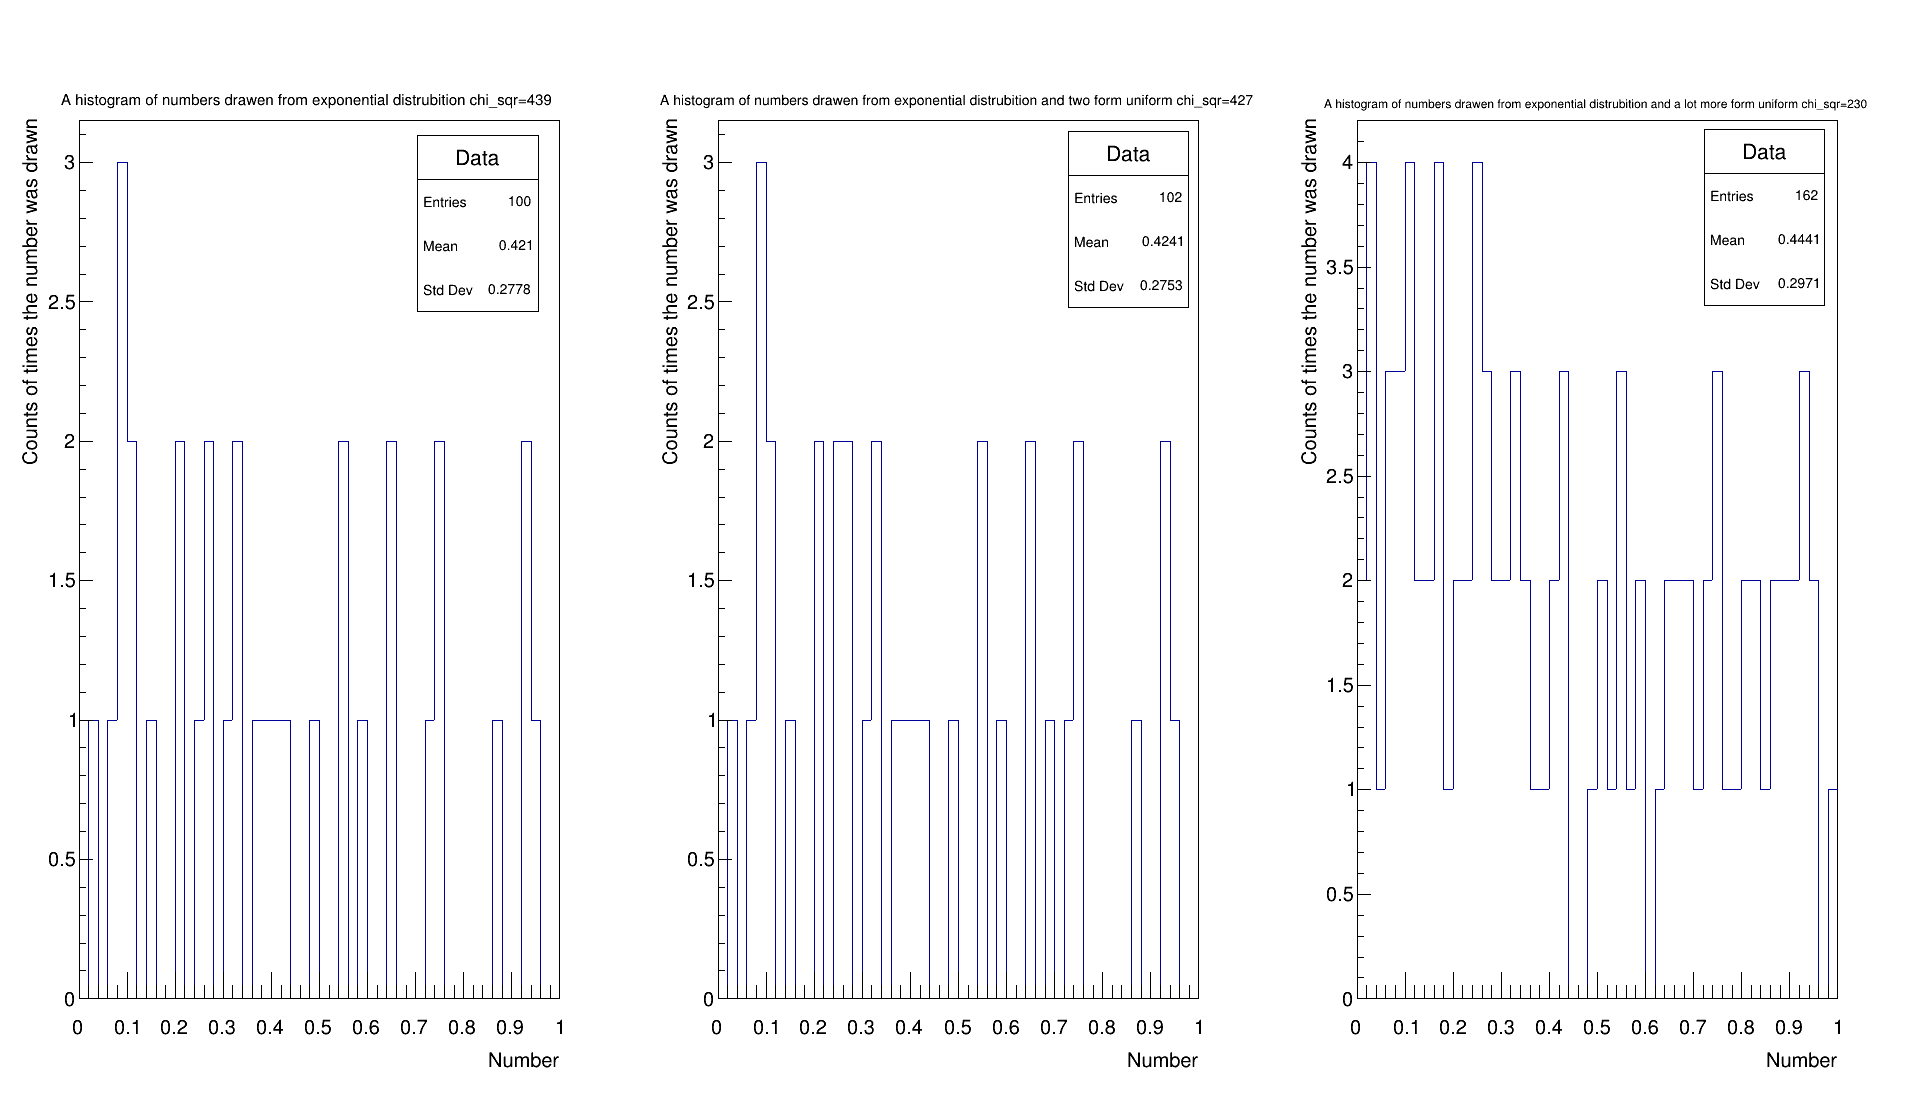 A histogram of numbers drawen from exponential distrubition chi_sqr=439
Counts of times the number was drawn
Data
Entries 100
Mean 0.421
Std Dev 0.2778
3
2.5
2
1.5
1
0.5
0
0 0.1 0.2 0.3 0.4 0.5 0.6 0.7 0.8 0.9 1
Number
A histogram of numbers drawen from exponential distrubition and two form uniform chi_sqr=427
Counts of times the number was drawn
Data
Entries 102
Mean 0.4241
Std Dev 0.2753
3
2.5
2
1.5
1
0.5
0
0 0.1 0.2 0.3 0.4 0.5 0.6 0.7 0.8 0.9 1
Number
A histogram of numbers drawen from exponential distrubition and a lot more form uniform chi_sqr=230
Counts of times the number was drawn
Data
Entries 162
Mean 0.4441
Std Dev 0.2971
4
3.5
3
2.5
2
1.5
1
0.5
0
0 0.1 0.2 0.3 0.4 0.5 0.6 0.7 0.8 0.9 1
Number